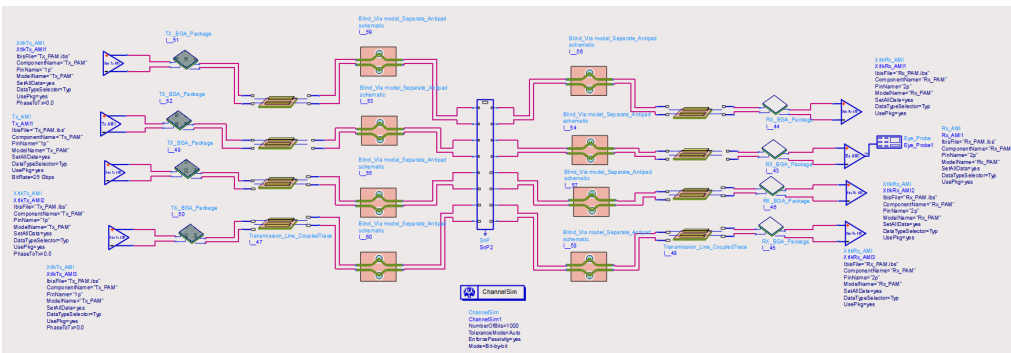 XtlkTx_AMI
XtlkTx_AMI1
IbisFile="Tx_PAM.ibs"
ComponentName="Tx_PAM"
PinName="1p"
ModelName="Tx_PAM"
SetAllData=yes
DataTypeSelector=Typ
UsePkg=yes
PhaseToTx=0.0
TX_BGA_Package
I__51
Blind_Via model_Separate_Antipad
schematic
I__59
Blind_Via model_Separate_Antipad
schematic
I__56
XtlkRx_AMI
XtlkRx_AMI1
IbisFile="Rx_PAM.ibs"
ComponentName="Rx_PAM"
PinName="2p"
ModelName="Rx_PAM"
SetAllData=yes
DataTypeSelector=Typ
UsePkg=yes
TX_BGA_Package
I__52
Blind_Via model_Separate_Antipad
schematic
I__53
Tx_AMI
Tx_AMI1
IbisFile="Tx_PAM.ibs"
ComponentName="Tx_PAM"
PinName="1p"
ModelName="Tx_PAM"
SetAllData=yes
DataTypeSelector=Typ
UsePkg=yes
BitRate=25 Gbps
Tx AMI
TX_BGA_Package
I__49
Blind_Via model_Separate_Antipad
schematic
I__54
I__44
RX_BGA_Package
Rx AMI
Eye_Probe
Eye_Probe1
Rx_AMI
Rx_AMI1
IbisFile="Rx_PAM.ibs"
ComponentName="Rx_PAM"
PinName="2p"
ModelName="Rx_PAM"
SetAllData=yes
DataTypeSelector=Typ
UsePkg=yes
Blind_Via model_Separate_Antipad
schematic
I__55
Blind_Via model_Separate_Antipad
schematic
I__57
RX_BGA_Package
I__43
XtlkTx_AMI
XtlkTx_AMI2
IbisFile="Tx_PAM.ibs"
ComponentName="Tx_PAM"
PinName="1p"
ModelName="Tx_PAM"
SetAllData=yes
DataTypeSelector=Typ
UsePkg=yes
PhaseToTx=0.0
TX_BGA_Package
I__50
Transmission_Line_CoupledTrace
I__47
Blind_Via model_Separate_Antipad
schematic
I__60
SnP
SnP2
Blind_Via model_Separate_Antipad
schematic
I__58
Transmission_Line_CoupledTrace
I__48
RX_BGA_Package
I__46
RX_BGA_Package
I__45
XtlkRx_AMI
XtlkRx_AMI2
IbisFile="Rx_PAM.ibs"
ComponentName="Rx_PAM"
PinName="2p"
ModelName="Rx_PAM"
SetAllData=yes
DataTypeSelector=Typ
UsePkg=yes
XtlkTx_AMI
XtlkTx_AMI3
IbisFile="Tx_PAM.ibs"
ComponentName="Tx_PAM"
PinName="1p"
ModelName="Tx_PAM"
SetAllData=yes
DataTypeSelector=Typ
UsePkg=yes
PhaseToTx=0.0
XtlkRx_AMI
XtlkRx_AMI3
IbisFile="Rx_PAM.ibs"
ComponentName="Rx_PAM"
PinName="2p"
ModelName="Rx_PAM"
SetAllData=yes
DataTypeSelector=Typ
UsePkg=yes
ChannelSim
ChannelSim
ChannelSim1
NumberOfBits=1000
ToleranceMode=Auto
EnforcePassivity=yes
Mode=Bit-by-bit